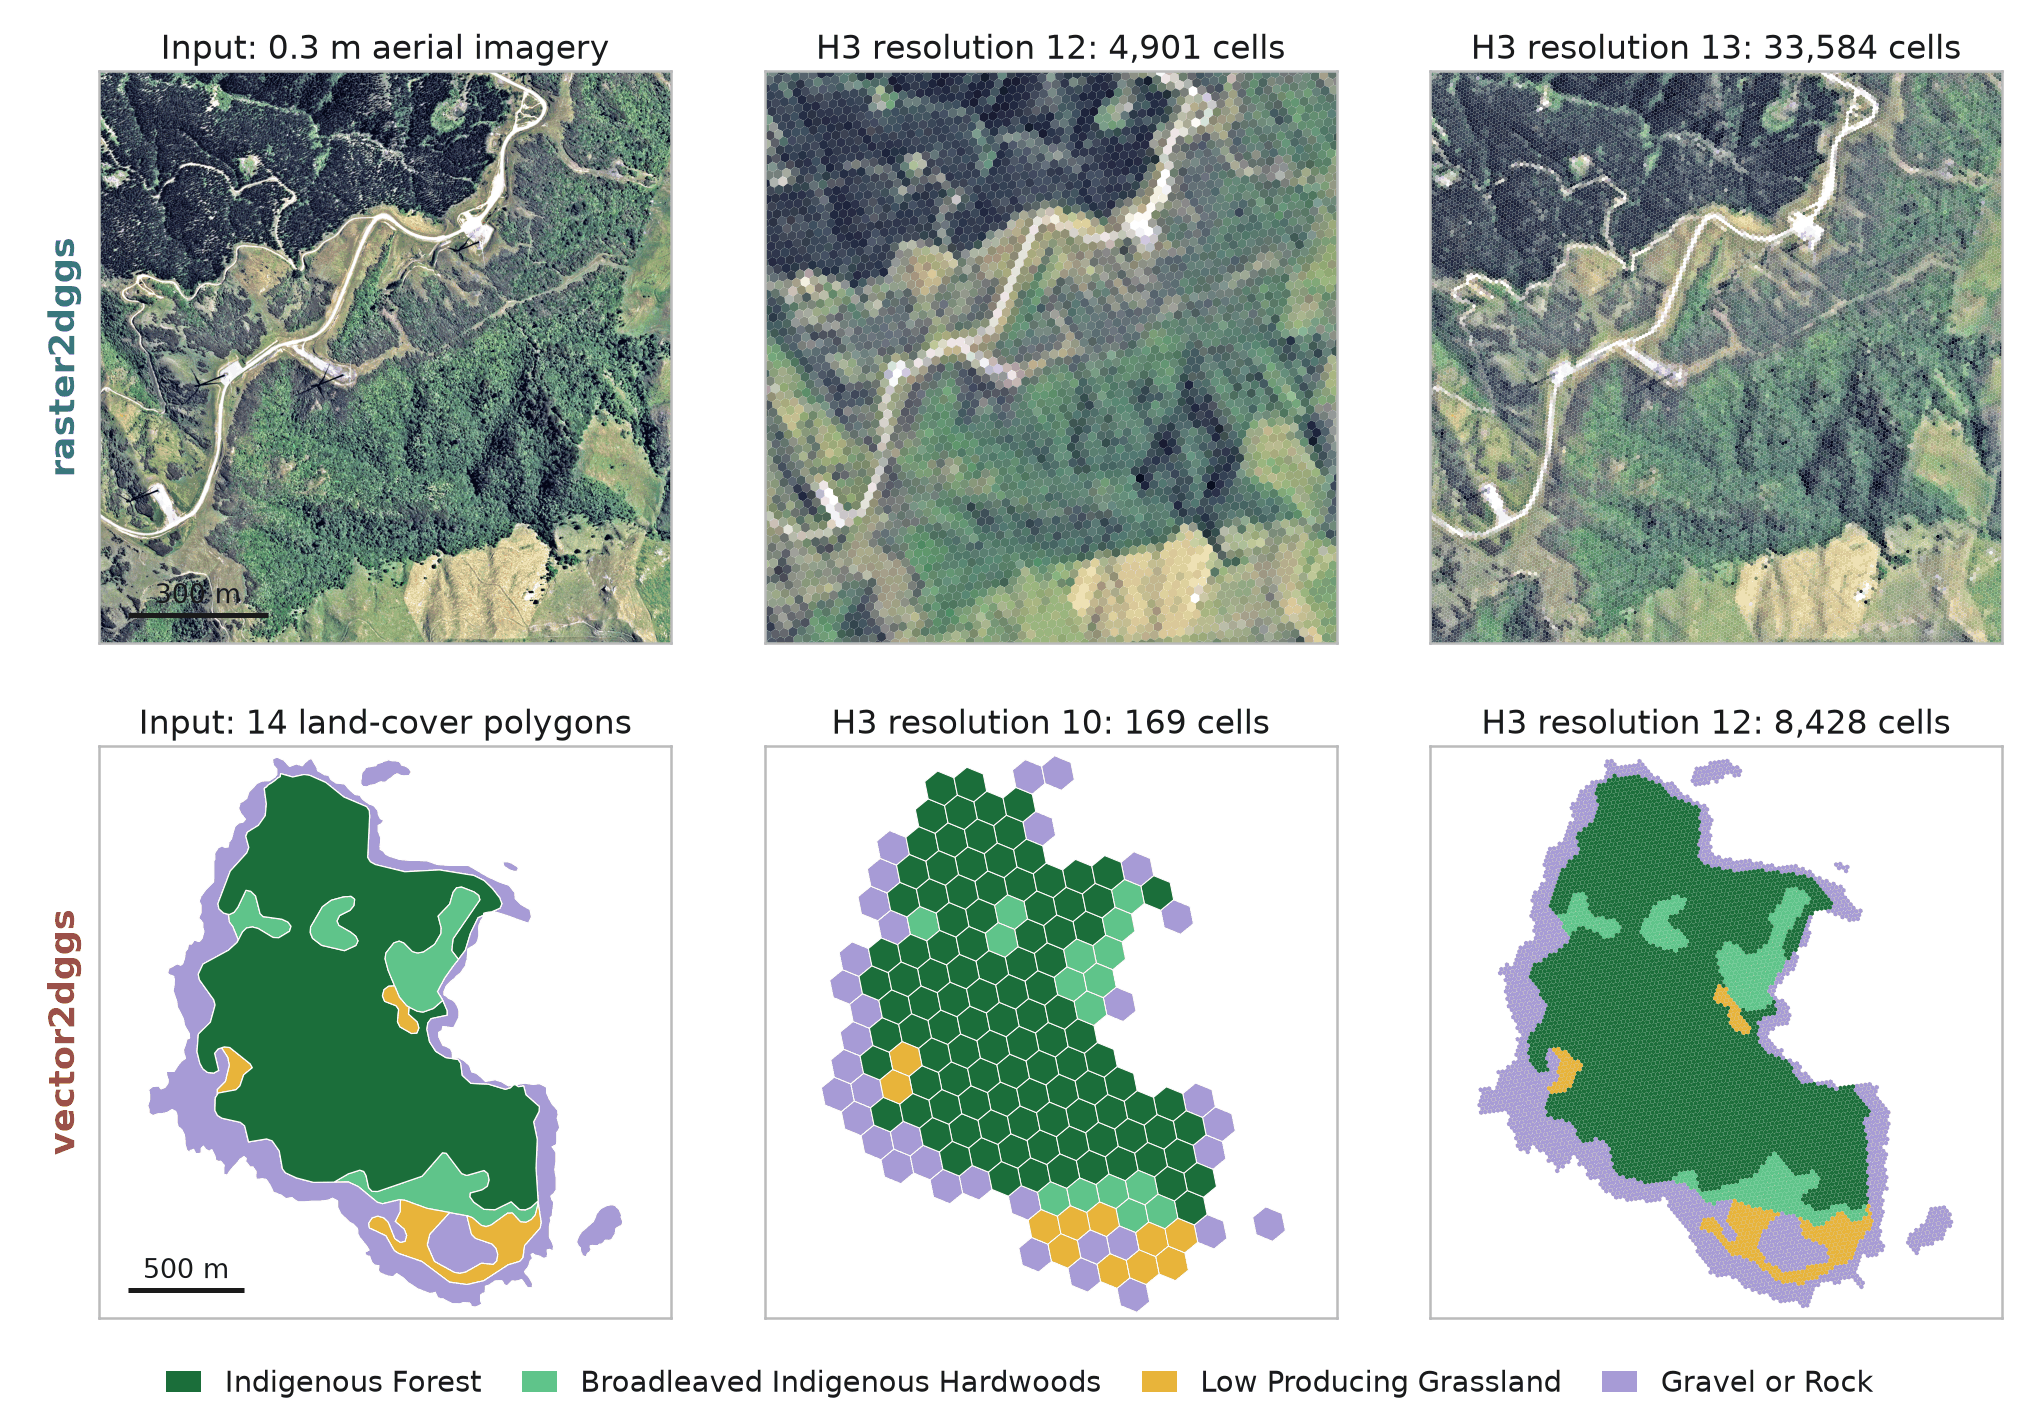 Input: 0.3 m aerial imagery
H3 resolution 12: 4,901 cells
H3 resolution 13: 33,584 cells
raster2dggs
300 m
Input: 14 land-cover polygons
H3 resolution 10: 169 cells
H3 resolution 12: 8,428 cells
vector2dggs
500 m
Indigenous Forest
Broadleaved Indigenous Hardwoods
Low Producing Grassland
Gravel or Rock